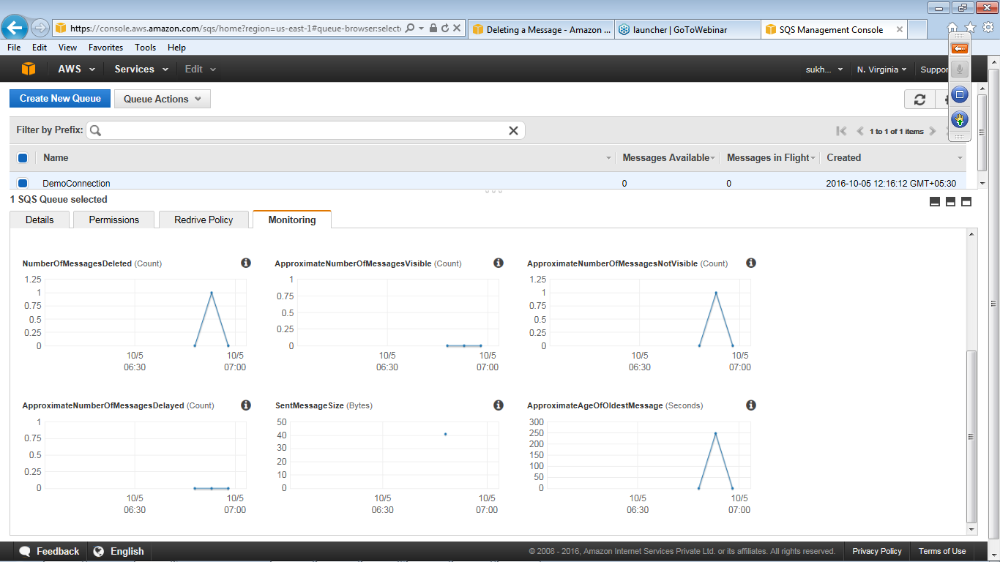 https://console.aws.amazon.com/sqs/home?region=us-east-1#queue-browser:selecte
Deleting a Message - Amazon ...
launcher | GoToWebinar
SQS Management Console
File Edit View Favorites Tools Help
AWS Services Edit sukh... N. Virginia Suppor
Create New Queue Queue Actions
Filter by Prefix: 1 to 1 of 1 items
Name Messages Available Messages in Flight Created
DemoConnection 0 0 2016-10-05 12:16:12 GMT+05:30
1 SQS Queue selected
Details Permissions Redrive Policy Monitoring
NumberOfMessagesDeleted (Count)
1.25
1
0.75
0.5
0.25
0
10/5 10/5
06:30 07:00
ApproximateNumberOfMessagesVisible (Count)
1
0.75
0.5
0.25
0
10/5 10/5
06:30 07:00
ApproximateNumberOfMessagesNotVisible (Count)
1.25
1
0.75
0.5
0.25
0
10/5 10/5
06:30 07:00
ApproximateNumberOfMessagesDelayed (Count)
1
0.75
0.5
0.25
0
10/5 10/5
06:30 07:00
SentMessageSize (Bytes)
50
40
30
20
10
0
10/5 10/5
06:30 07:00
ApproximateAgeOfOldestMessage (Seconds)
300
250
200
150
100
50
0
10/5 10/5
06:30 07:00
Feedback English © 2008 - 2016, Amazon Internet Services Private Ltd. or its affiliates. All rights reserved. Privacy Policy Terms of Use